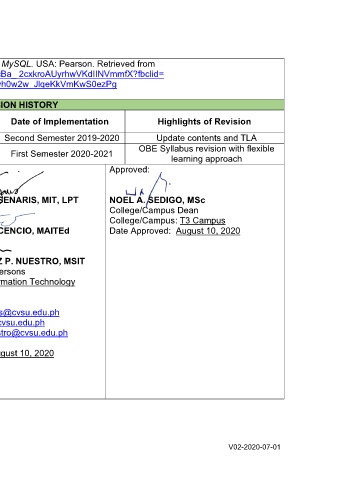 MySQL. USA: Pearson. Retrieved from
Ba_2cxkroAUyrhwVKdIINVmmfX?fbclid=
h0w2w_JlqeKkVmKwS0ezPg
ION HISTORY
Date of Implementation Highlights of Revision
Second Semester 2019-2020 Update contents and TLA
First Semester 2020-2021 OBE Syllabus revision with flexible
learning approach
Approved:
SENARIS, MIT, LPT
NOEL A. SEDIGO, MSc
College/Campus Dean
College/Campus: T3 Campus
CENCIO, MAITEd
Date Approved: August 10, 2020
Z P. NUESTRO, MSIT
ersons
mation Technology
s@cvsu.edu.ph
cvsu.edu.ph
stro@cvsu.edu.ph
gust 10, 2020
V02-2020-07-01